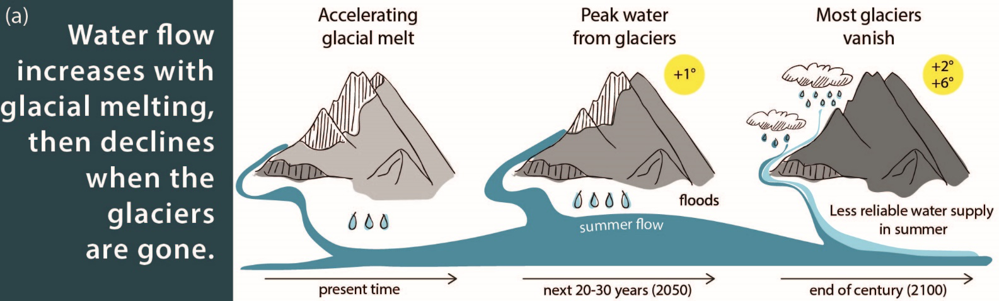 (a)
Water flow
increases with
glacial melting,
then declines
when the
glaciers
are gone.
Accelerating
glacial melt
present time
Peak water
from glaciers
+1°
floods
summer flow
next 20-30 years (2050)
Most glaciers
vanish
+2°
+6°
Less reliable water supply
in summer
end of century (2100)